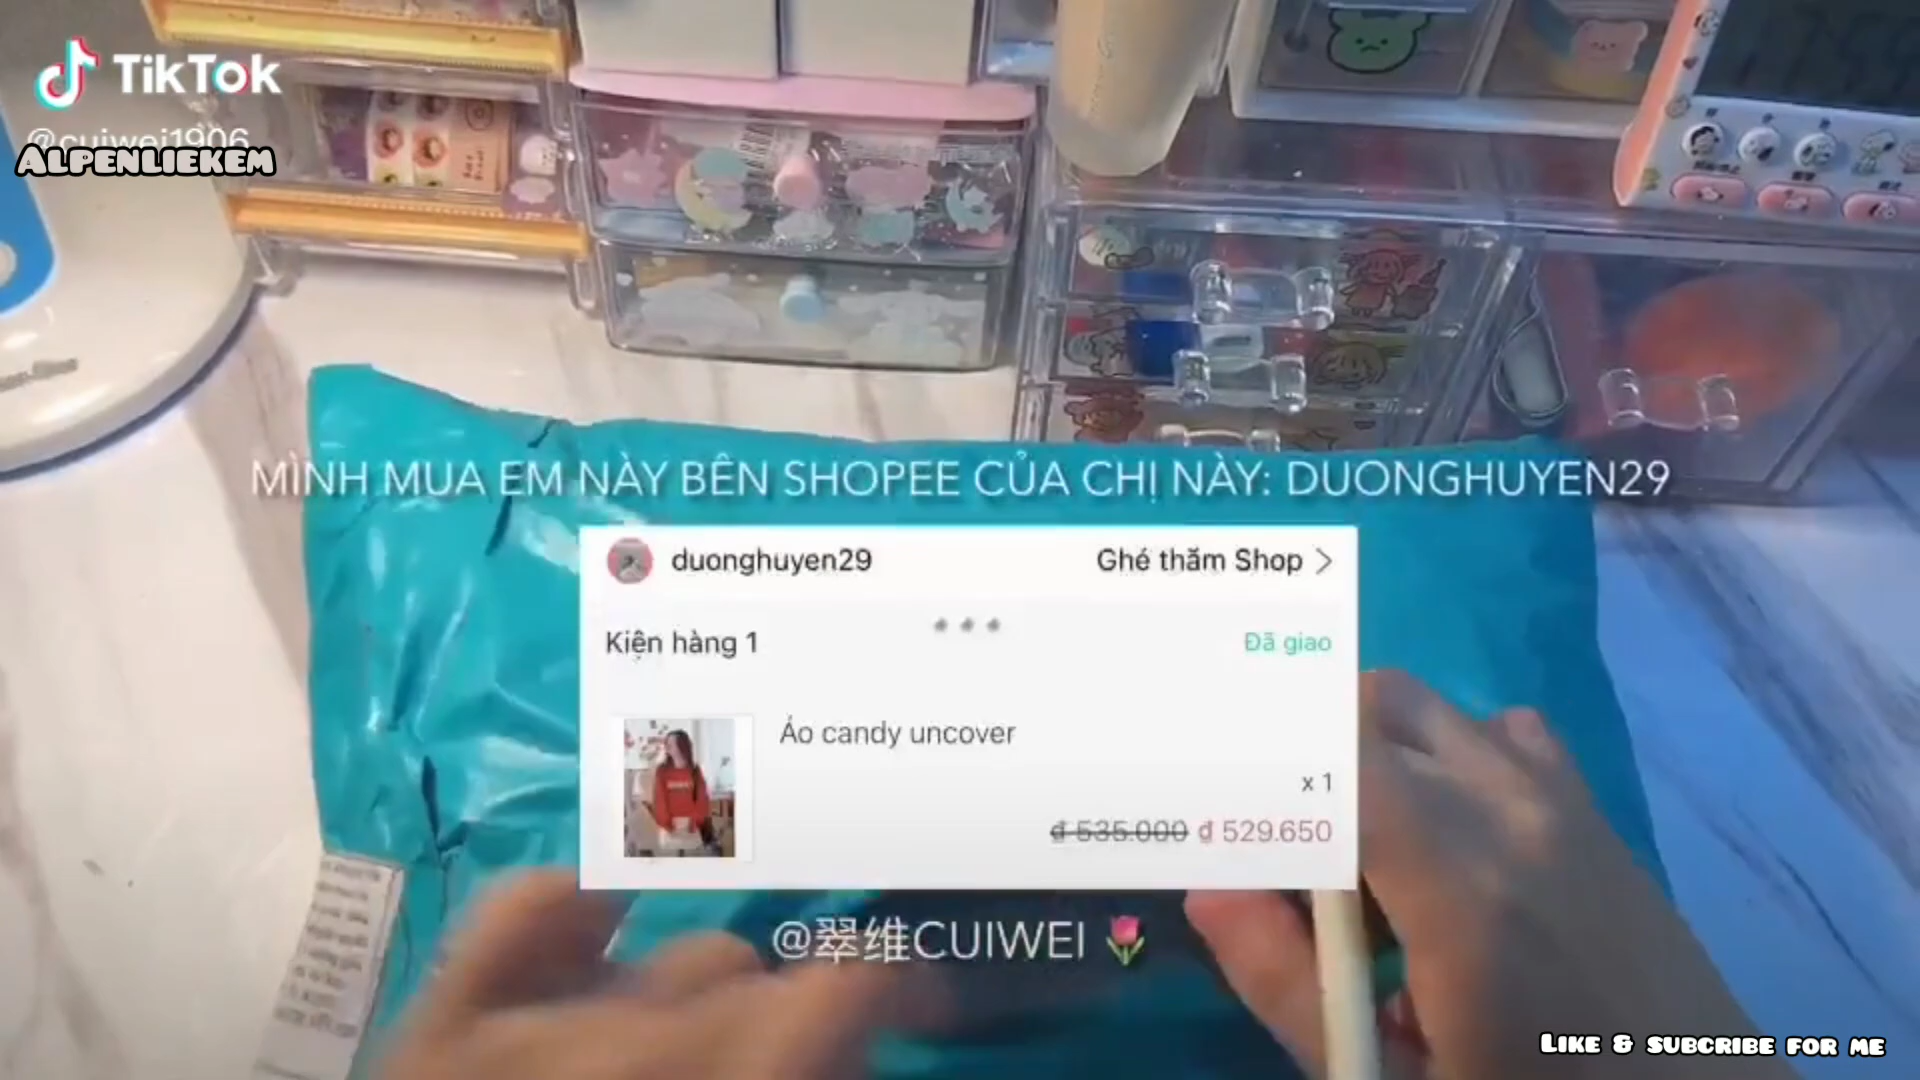 TikTok
@cuiwei1906
ALPENLIEKEM
MÌNH MUA EM NÀY BÊN SHOPEE CỦA CHỊ NÀY: DUONGHUYEN29
duonghuyen29
Ghé thăm Shop >
Kiện hàng 1
Đã giao
Áo candy uncover
x 1
₫ 535.000 ₫ 529.650
@翠维CUIWEI 🌷
LIKE & SUBCRIBE FOR ME